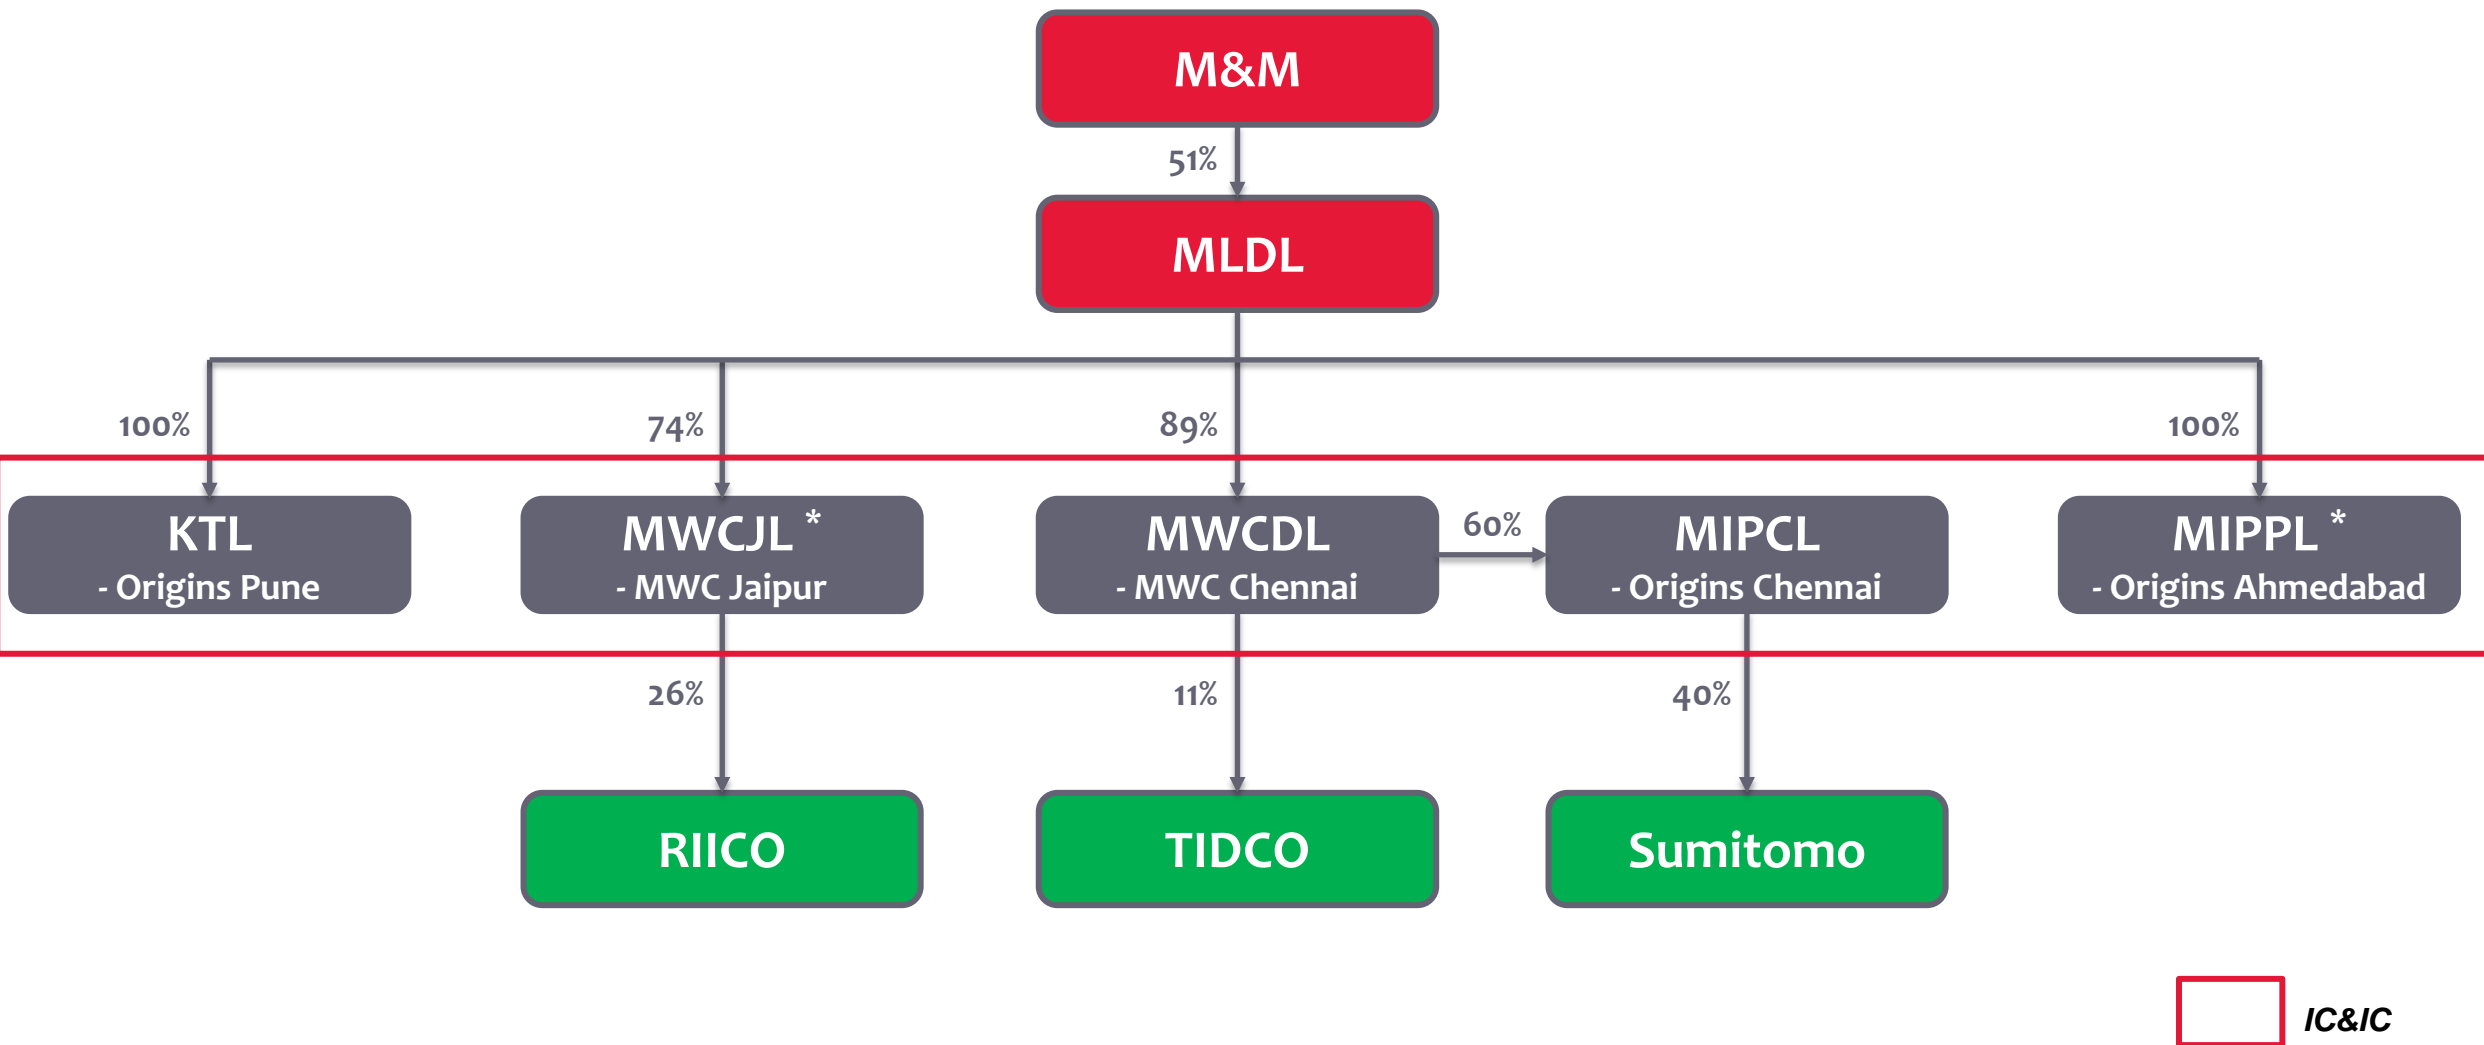 M&M
51%
MLDL
100%
74%
89%
100%
KTL
- Origins Pune
MWCJL *
- MWC Jaipur
MWCDL
- MWC Chennai
60%
MIPCL
- Origins Chennai
MIPPL *
- Origins Ahmedabad
26%
11%
40%
RIICO
TIDCO
Sumitomo
IC&IC